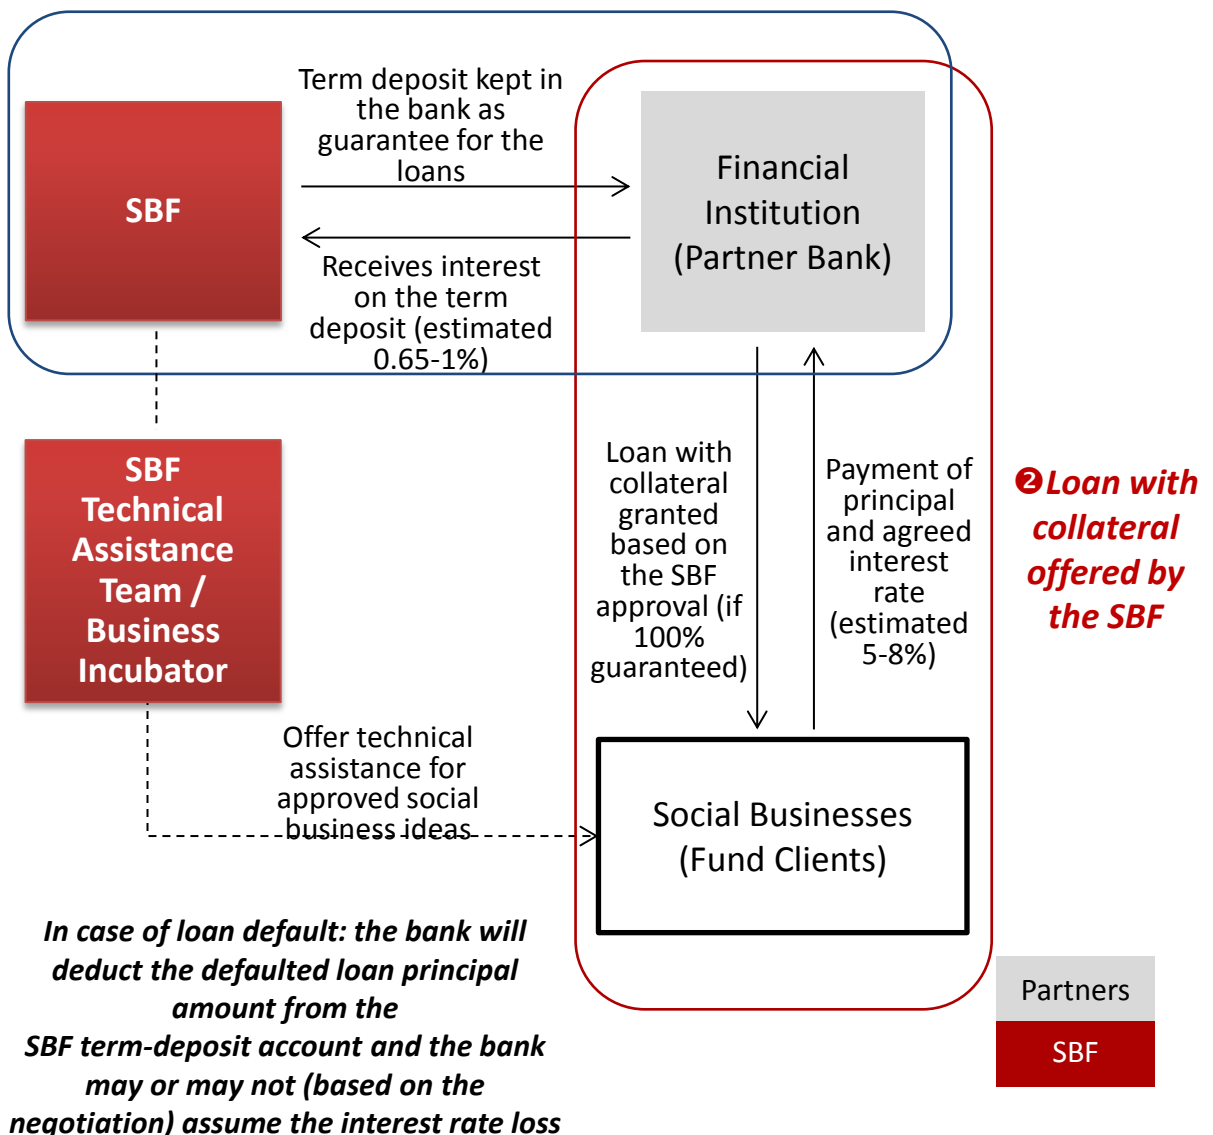 Term deposit kept in
the bank as
guarantee for the
loans
SBF
Financial
Institution
(Partner Bank)
Receives interest
on the term
deposit (estimated
0.65-1%)
SBF
Technical
Assistance
Team /
Business
Incubator
Loan with
collateral
granted
based on
the SBF
approval (if
100%
guaranteed)
Payment of
principal
and agreed
interest
rate
(estimated
5-8%)
❷Loan with
collateral
offered by
the SBF
Offer technical
assistance for
approved social
business ideas
Social Businesses
(Fund Clients)
In case of loan default: the bank will
deduct the defaulted loan principal
amount from the
SBF term-deposit account and the bank
may or may not (based on the
negotiation) assume the interest rate loss
Partners
SBF